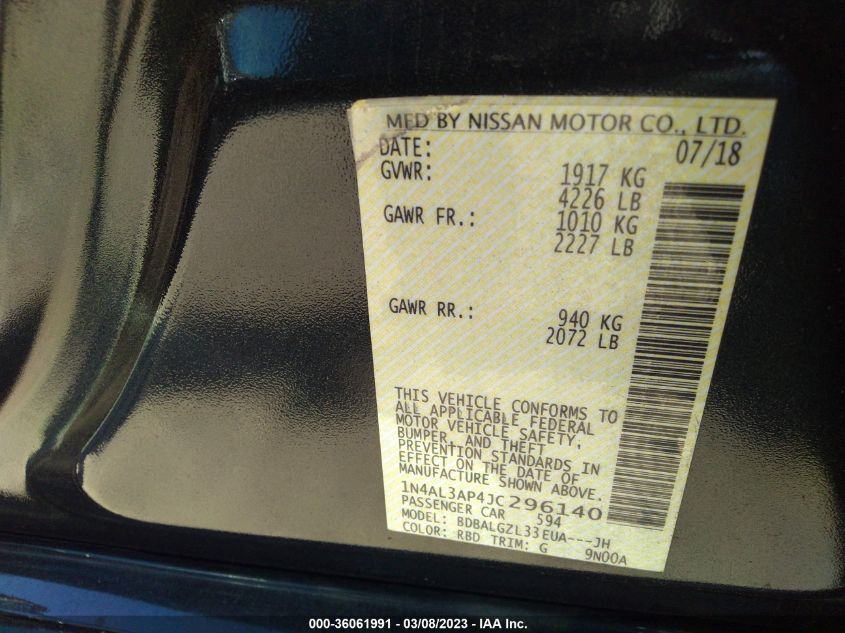 MFD BY NISSAN MOTOR CO., LTD.
DATE: 07/18
GVWR: 1917 KG
4226 LB
GAWR FR.: 1010 KG
2227 LB
GAWR RR.: 940 KG
2072 LB
THIS VEHICLE CONFORMS TO
ALL APPLICABLE FEDERAL
MOTOR VEHICLE SAFETY,
BUMPER, AND THEFT
PREVENTION STANDARDS IN
EFFECT ON THE DATE OF
MANUFACTURE SHOWN ABOVE.
1N4AL3AP4JC296140
PASSENGER CAR 594
MODEL: BDBALGZL33EUA---JH
COLOR: RBD TRIM: G 9N00A
000-36061991 - 03/08/2023 - IAA Inc.